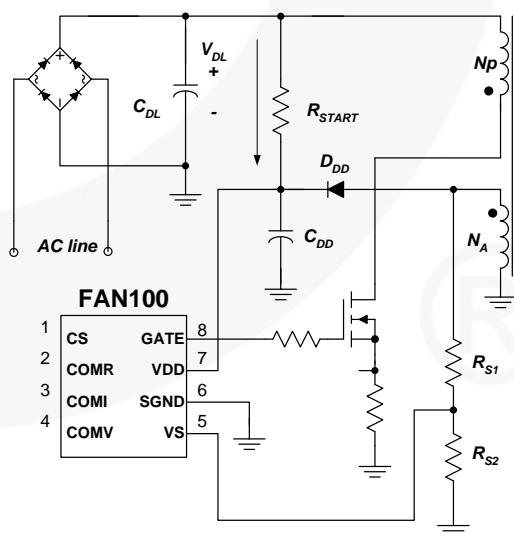 V_DL
+
-
C_DL
Np
R_START
D_DD
C_DD
N_A
AC line
FAN100
1 CS GATE 8
2 COMR VDD 7
3 COMI SGND 6
4 COMV VS 5
R_S1
R_S2
+
~ ~
-
®